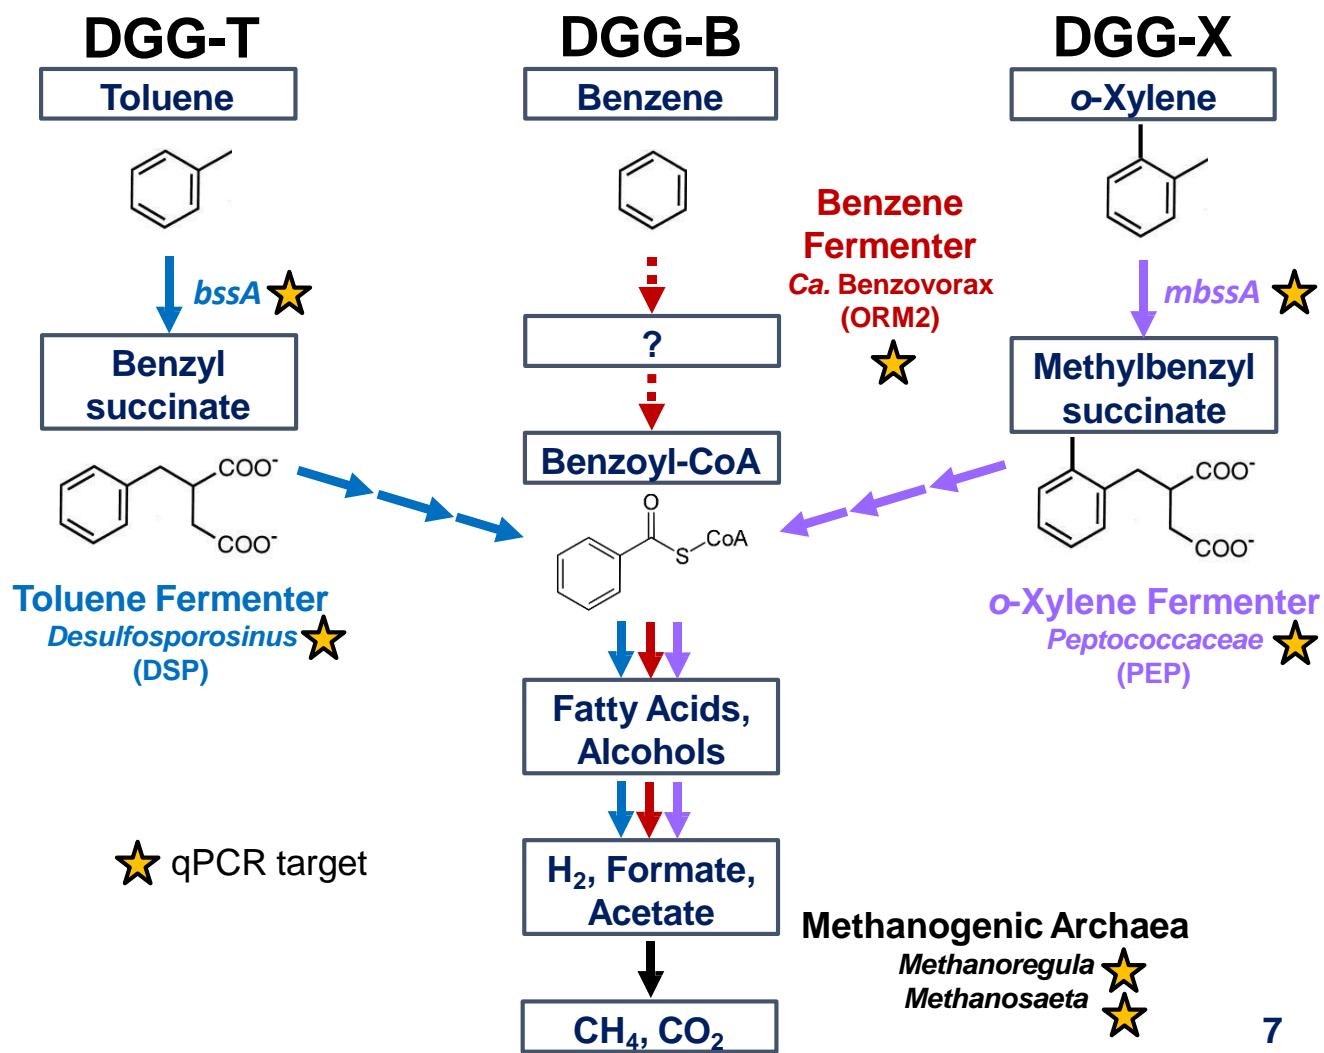 DGG-T
DGG-B
DGG-X
Toluene
Benzene
o-Xylene
Benzene
Fermenter
Ca. Benzovorax
(ORM2)
bssA
mbssA
?
Benzyl
succinate
Methylbenzyl
succinate
Benzoyl-CoA
COO-
COO-
O
S
CoA
COO-
COO-
Toluene Fermenter
Desulfosporosinus
(DSP)
o-Xylene Fermenter
Peptococcaceae
(PEP)
Fatty Acids,
Alcohols
qPCR target
H2, Formate,
Acetate
Methanogenic Archaea
Methanoregula
Methanosaeta
CH4, CO2
7